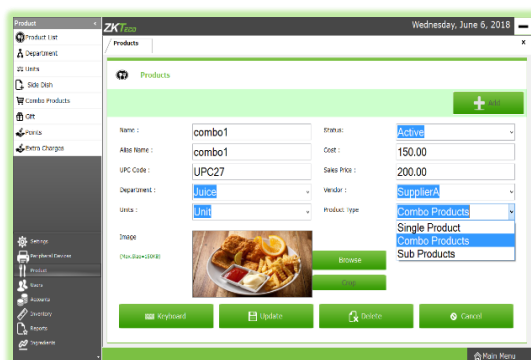 Product
Product List
Department
Units
Side Dish
Combo Products
Gift
Points
Extra Charges
Settings
Peripheral Devices
Product
Users
Accounts
Inventory
Reports
Ingredients
ZKTeco
Wednesday, June 6, 2018
Products
x
Products
Add
Name :
combo1
Status:
Active
Alias Name :
combo1
Cost :
150.00
UPC Code :
UPC27
Sales Price :
200.00
Department :
Juice
Vendor :
SupplierA
Units :
Unit
Product Type
Combo Products
Single Product
Combo Products
Sub Products
Image
(Max.Size=150KB)
Browse
Crop
Keyboard
Update
Delete
Cancel
Main Menu